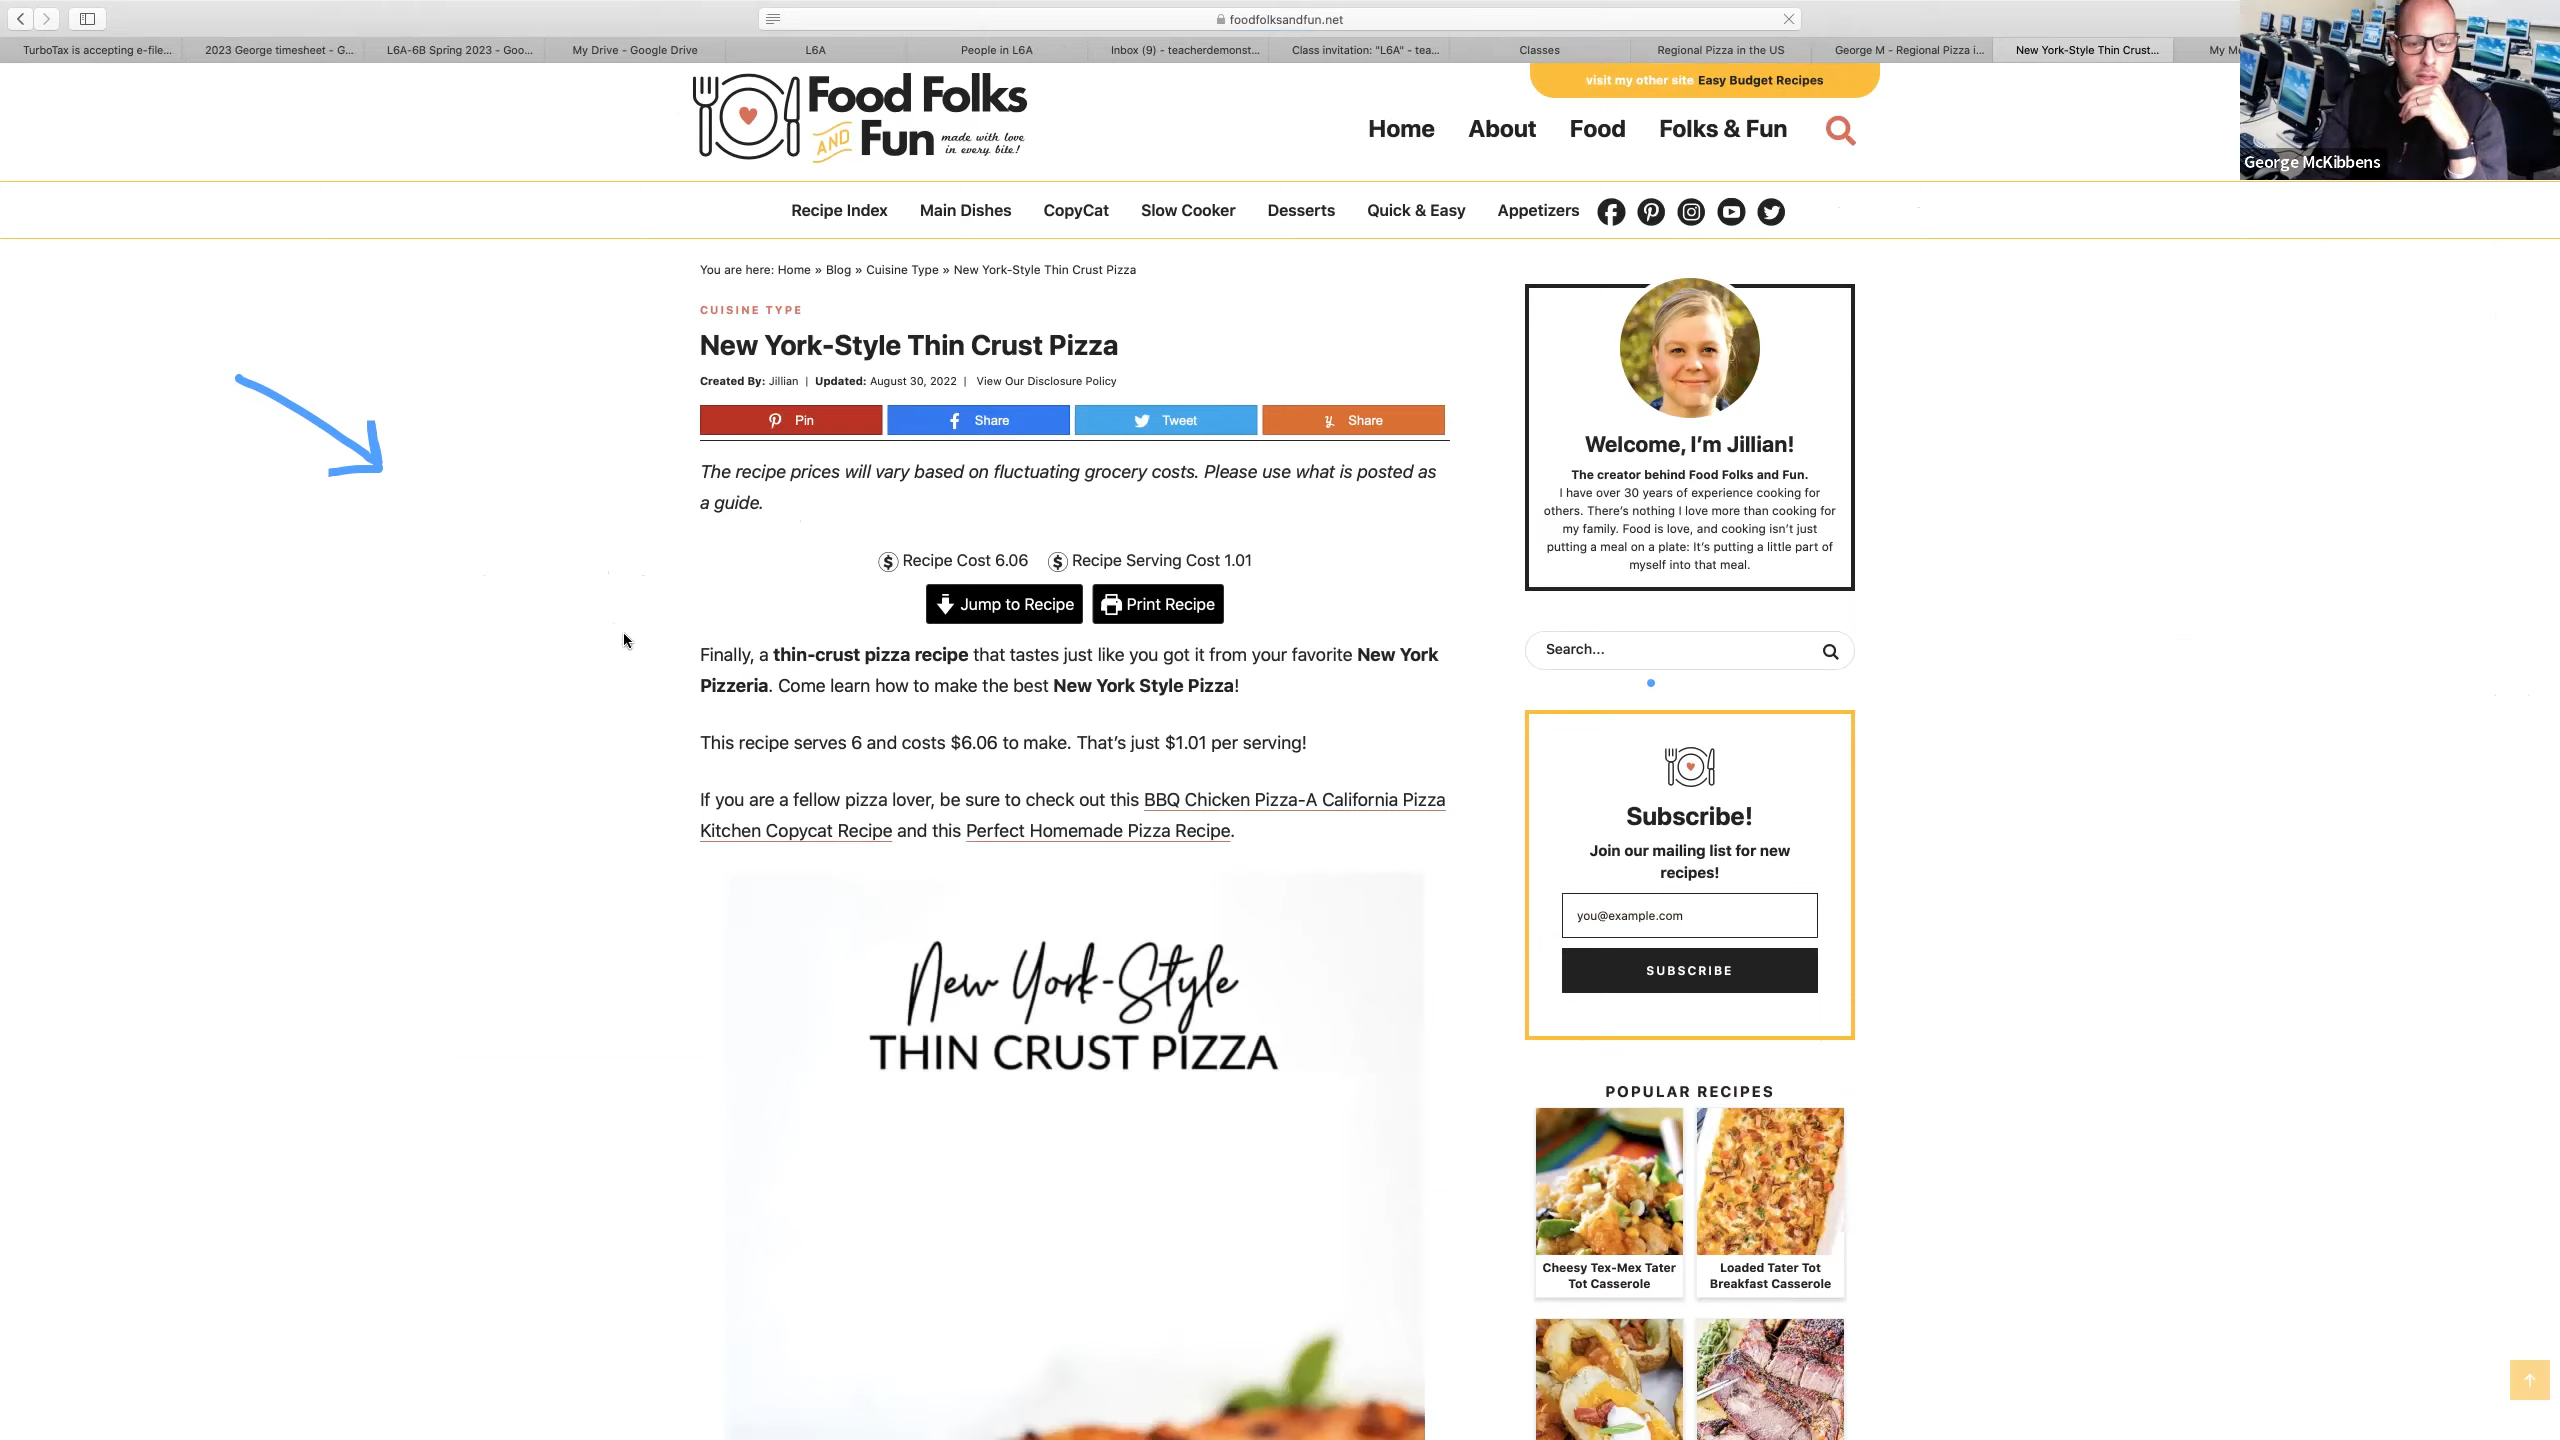 foodfolksandfun.net
TurboTax is accepting e-file...
2023 George timesheet - G...
L6A-6B Spring 2023 - Goo...
My Drive - Google Drive
L6A
People in L6A
Inbox (9) - teacherdemonst...
Class invitation: "L6A" - tea...
Classes
Regional Pizza in the US
George M - Regional Pizza i...
New York-Style Thin Crust...
George McKibbens
Food Folks
AND Fun
made with love
in every bite!
visit my other site Easy Budget Recipes
Home About Food Folks & Fun
Recipe Index Main Dishes CopyCat Slow Cooker Desserts Quick & Easy Appetizers
You are here: Home » Blog » Cuisine Type » New York-Style Thin Crust Pizza
CUISINE TYPE
New York-Style Thin Crust Pizza
Created By: Jillian | Updated: August 30, 2022 | View Our Disclosure Policy
Pin Share Tweet Share
The recipe prices will vary based on fluctuating grocery costs. Please use what is posted as
a guide.
Recipe Cost 6.06 Recipe Serving Cost 1.01
Jump to Recipe Print Recipe
Finally, a thin-crust pizza recipe that tastes just like you got it from your favorite New York
Pizzeria. Come learn how to make the best New York Style Pizza!
This recipe serves 6 and costs $6.06 to make. That's just $1.01 per serving!
If you are a fellow pizza lover, be sure to check out this BBQ Chicken Pizza-A California Pizza
Kitchen Copycat Recipe and this Perfect Homemade Pizza Recipe.
New York-Style
THIN CRUST PIZZA
Welcome, I'm Jillian!
The creator behind Food Folks and Fun.
I have over 30 years of experience cooking for
others. There's nothing I love more than cooking for
my family. Food is love, and cooking isn't just
putting a meal on a plate: It's putting a little part of
myself into that meal.
Search...
Subscribe!
Join our mailing list for new
recipes!
you@example.com
SUBSCRIBE
POPULAR RECIPES
Cheesy Tex-Mex Tater
Tot Casserole
Loaded Tater Tot
Breakfast Casserole